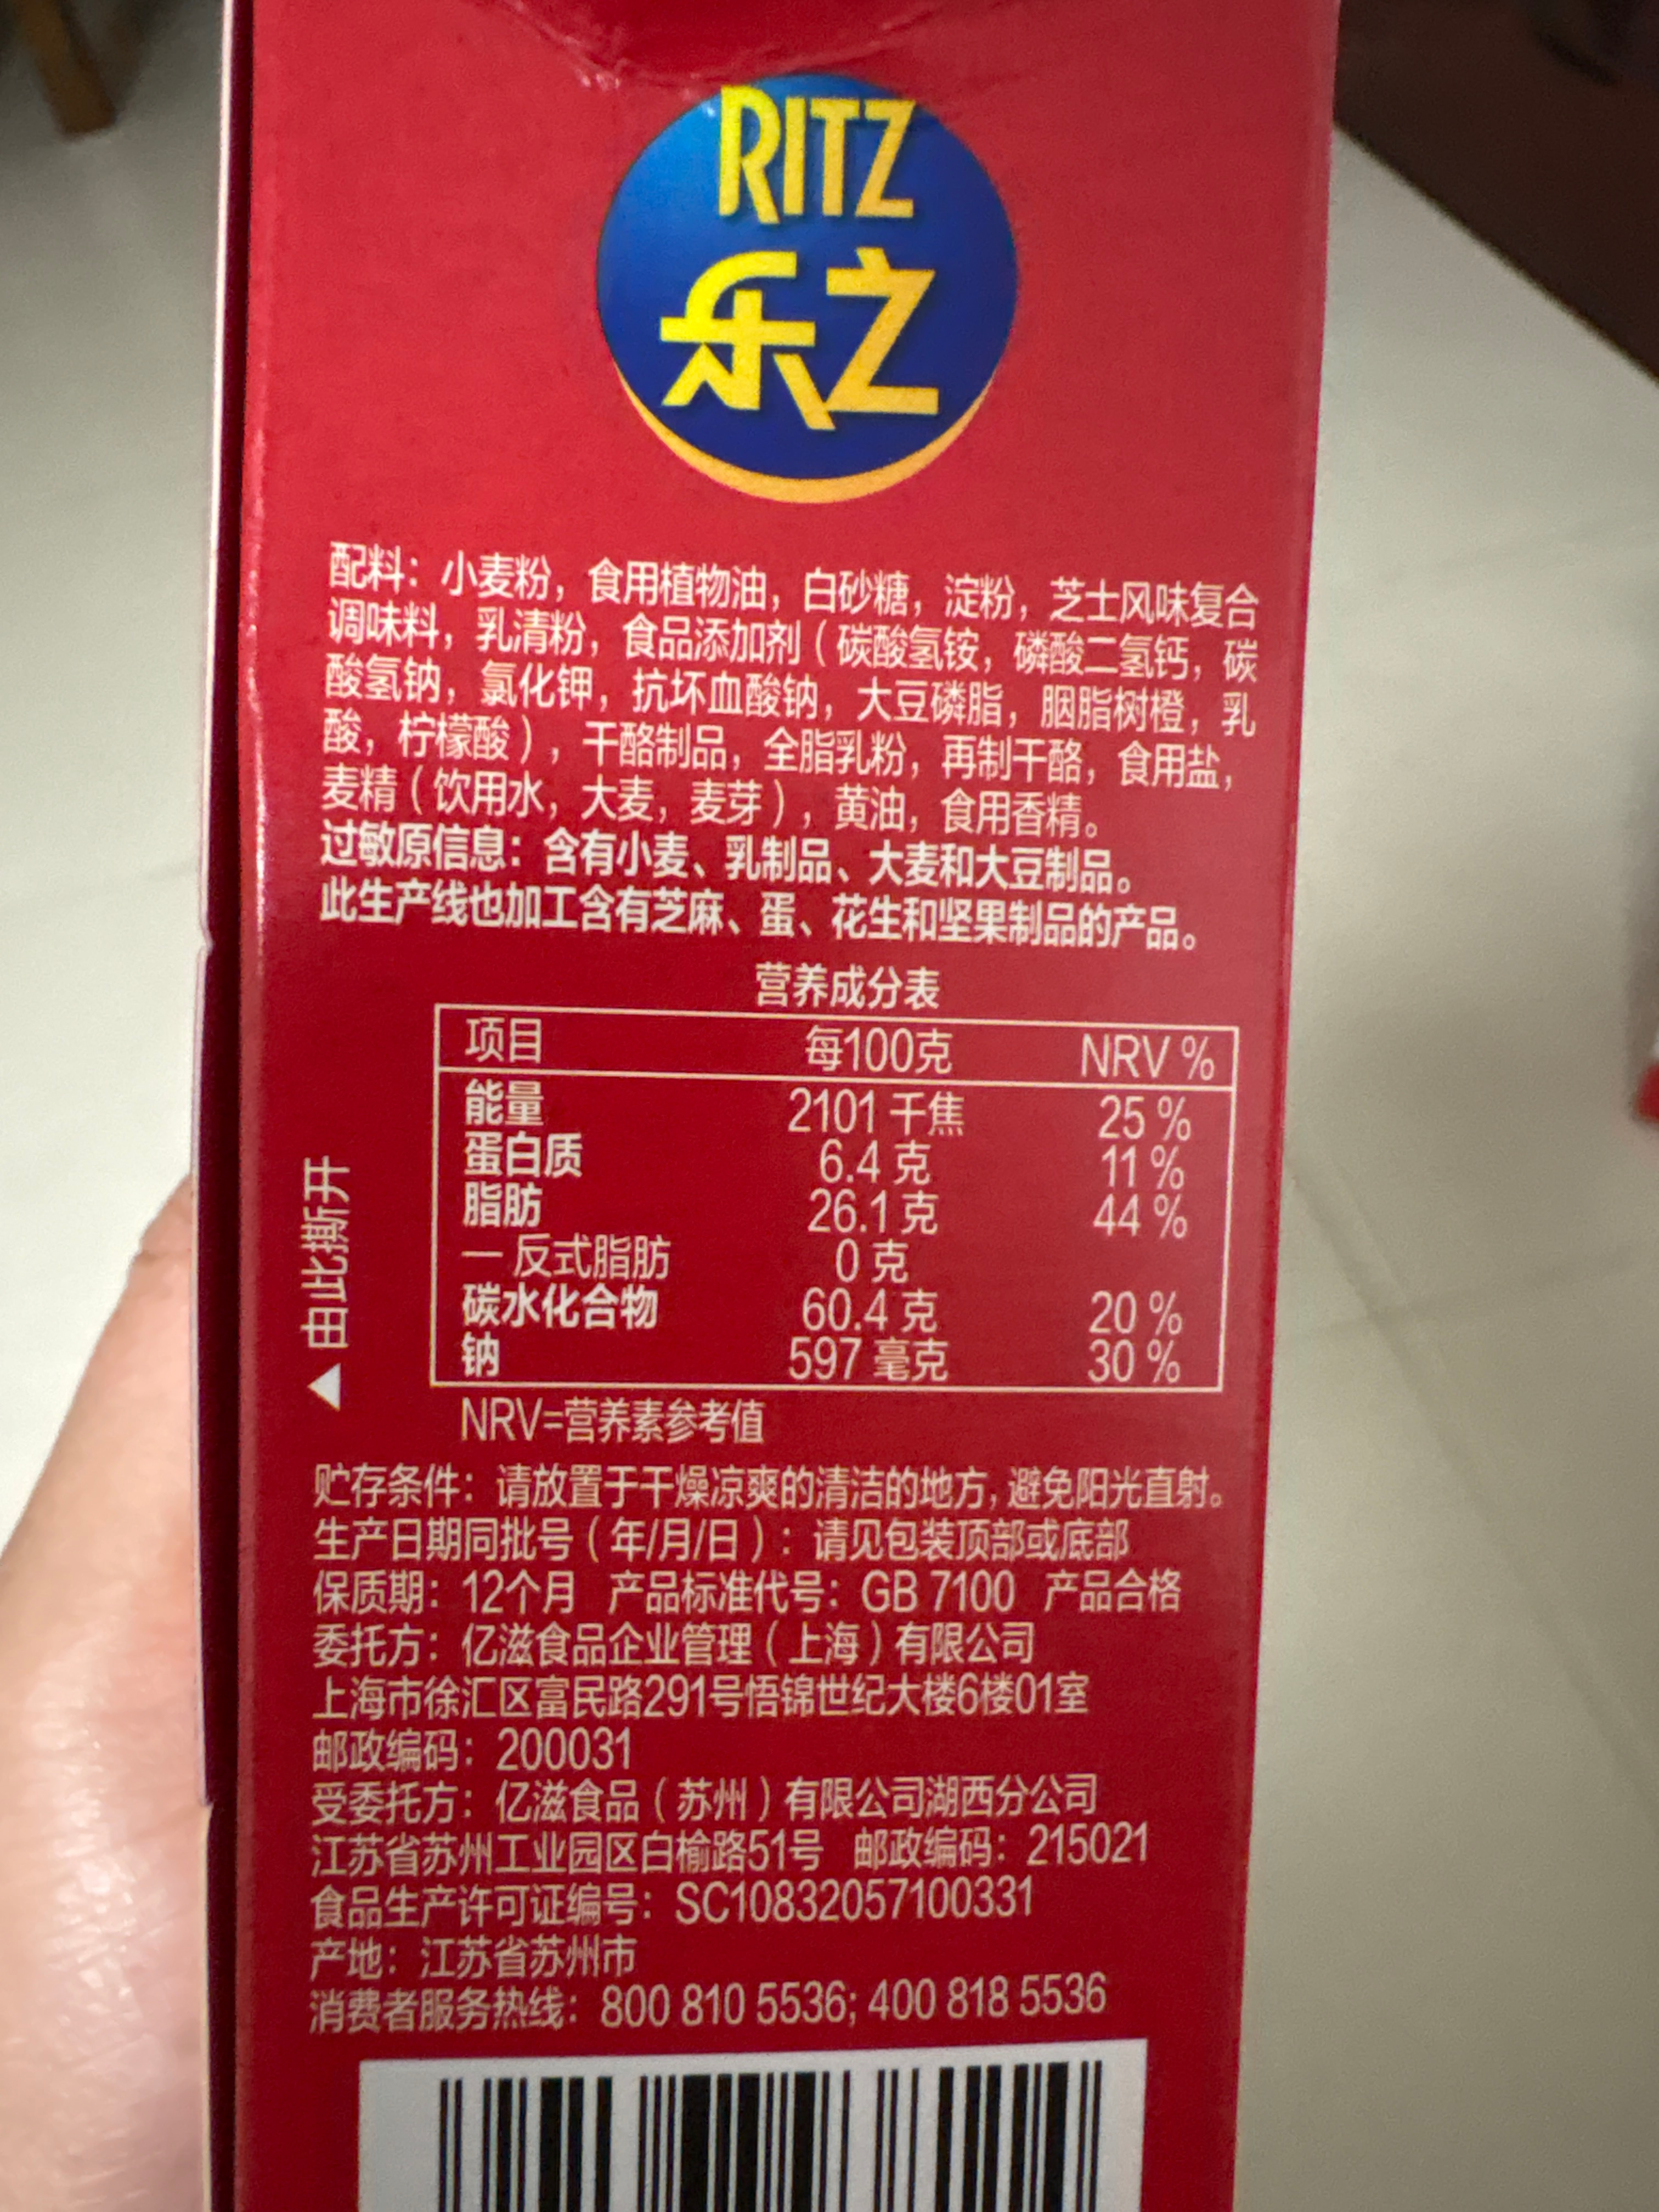 RITZ
乐之
配料：小麦粉，食用植物油，白砂糖，淀粉，芝士风味复合
调味料，乳清粉，食品添加剂（碳酸氢铵，磷酸二氢钙，碳
酸氢钠，氯化钾，抗坏血酸钠，大豆磷脂，胭脂树橙，乳
酸，柠檬酸），干酪制品，全脂乳粉，再制干酪，食用盐，
麦精（饮用水，大麦，麦芽），黄油，食用香精。
过敏原信息：含有小麦、乳制品、大麦和大豆制品。
此生产线也加工含有芝麻、蛋、花生和坚果制品的产品。
营养成分表
项目 每100克 NRV %
能量 2101 千焦 25 %
蛋白质 6.4 克 11 %
脂肪 26.1 克 44 %
— 反式脂肪 0 克
碳水化合物 60.4 克 20 %
钠 597 毫克 30 %
NRV=营养素参考值
▲ 由此撕开
贮存条件：请放置于干燥凉爽的清洁的地方，避免阳光直射。
生产日期同批号（年/月/日）：请见包装顶部或底部
保质期：12个月 产品标准代号：GB 7100 产品合格
委托方：亿滋食品企业管理（上海）有限公司
上海市徐汇区富民路291号悟锦世纪大楼6楼01室
邮政编码：200031
受委托方：亿滋食品（苏州）有限公司湖西分公司
江苏省苏州工业园区白榆路51号 邮政编码：215021
食品生产许可证编号：SC10832057100331
产地：江苏省苏州市
消费者服务热线：800 810 5536; 400 818 5536